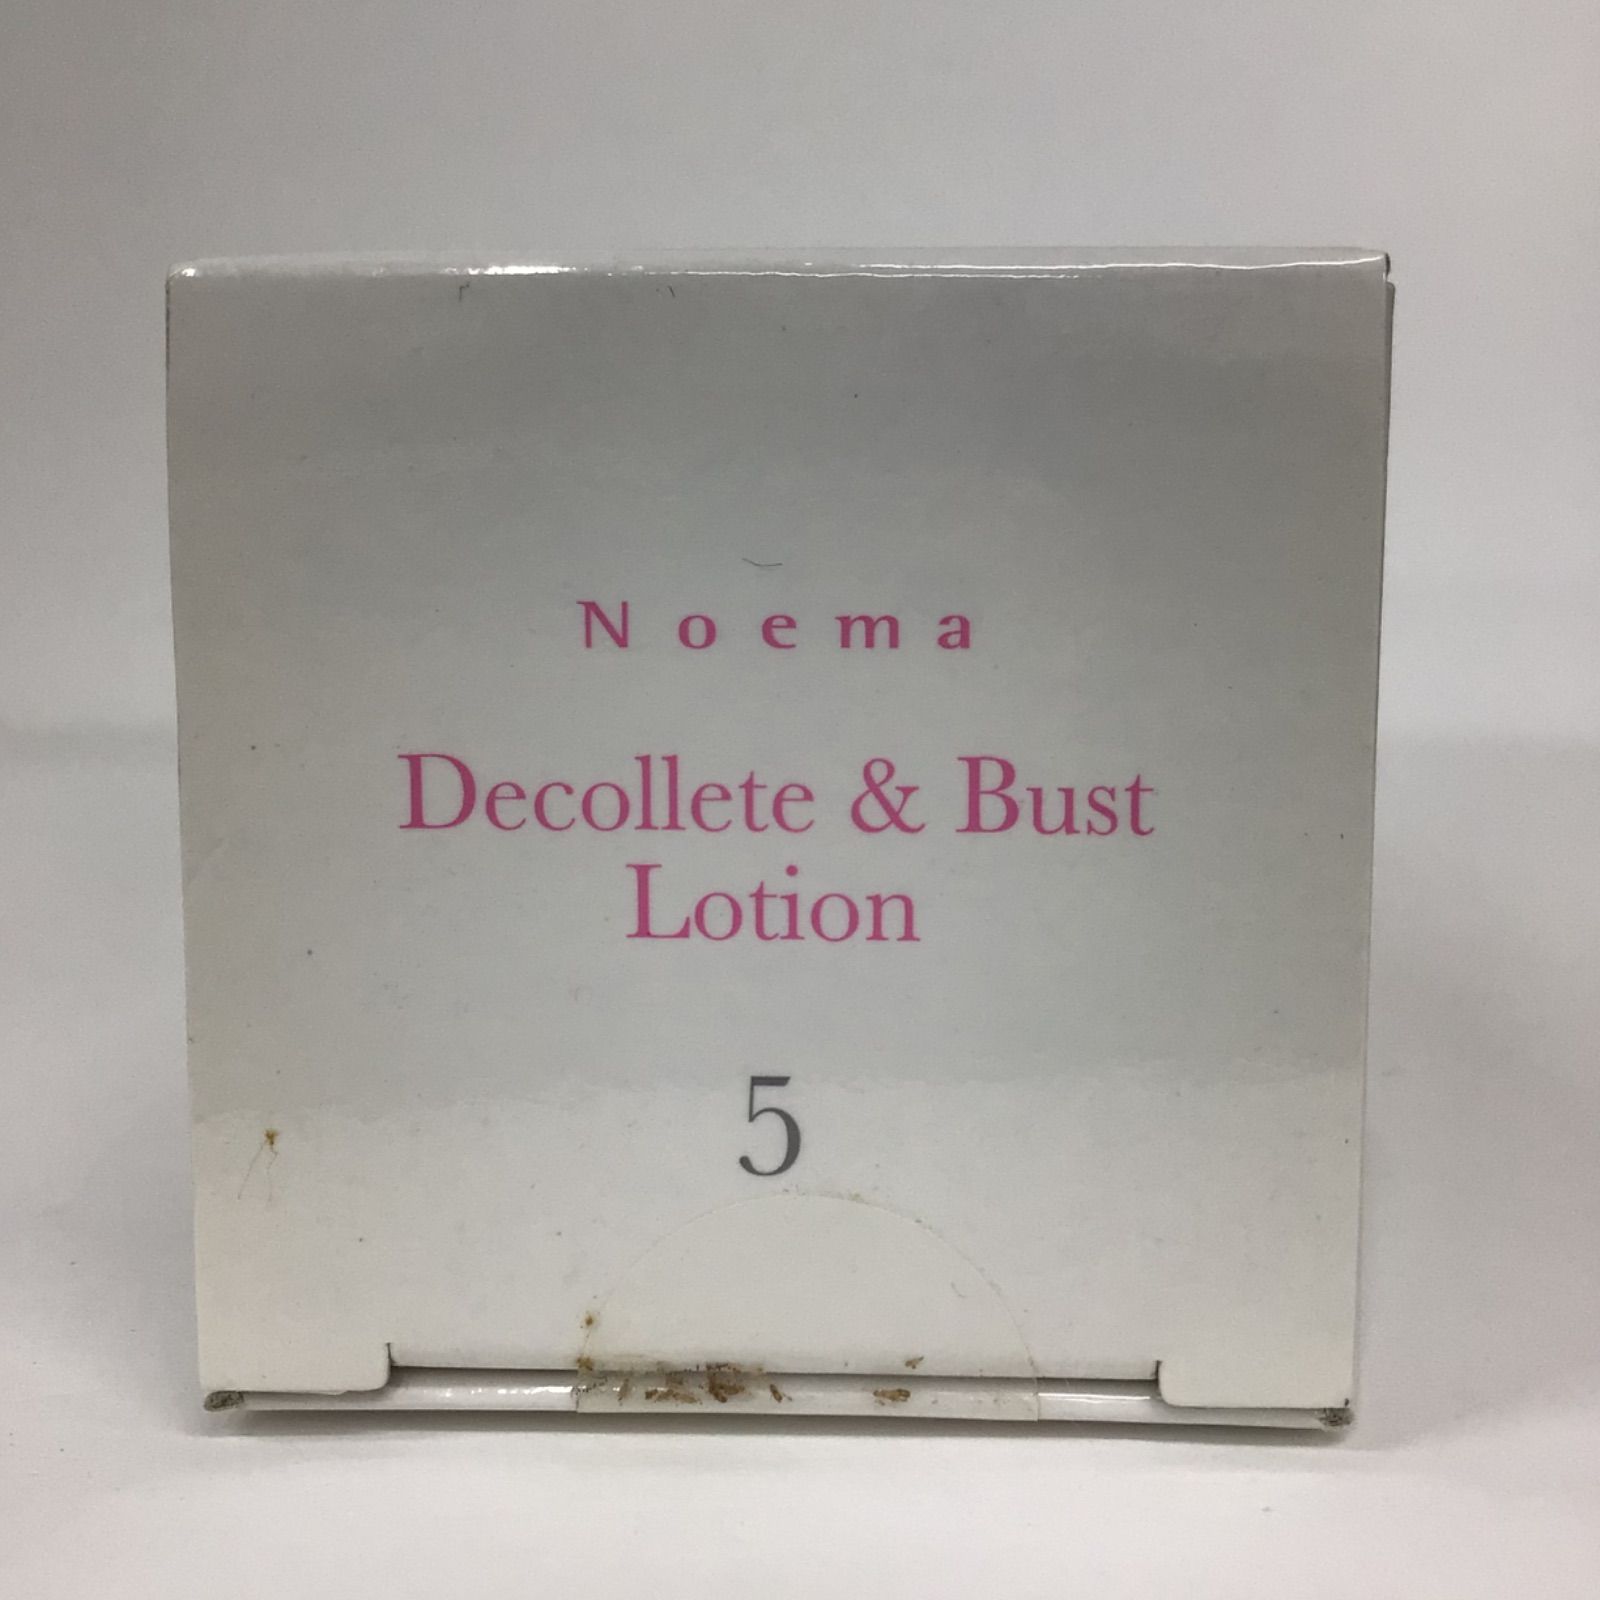 Noema
Decollete & Bust
Lotion
5